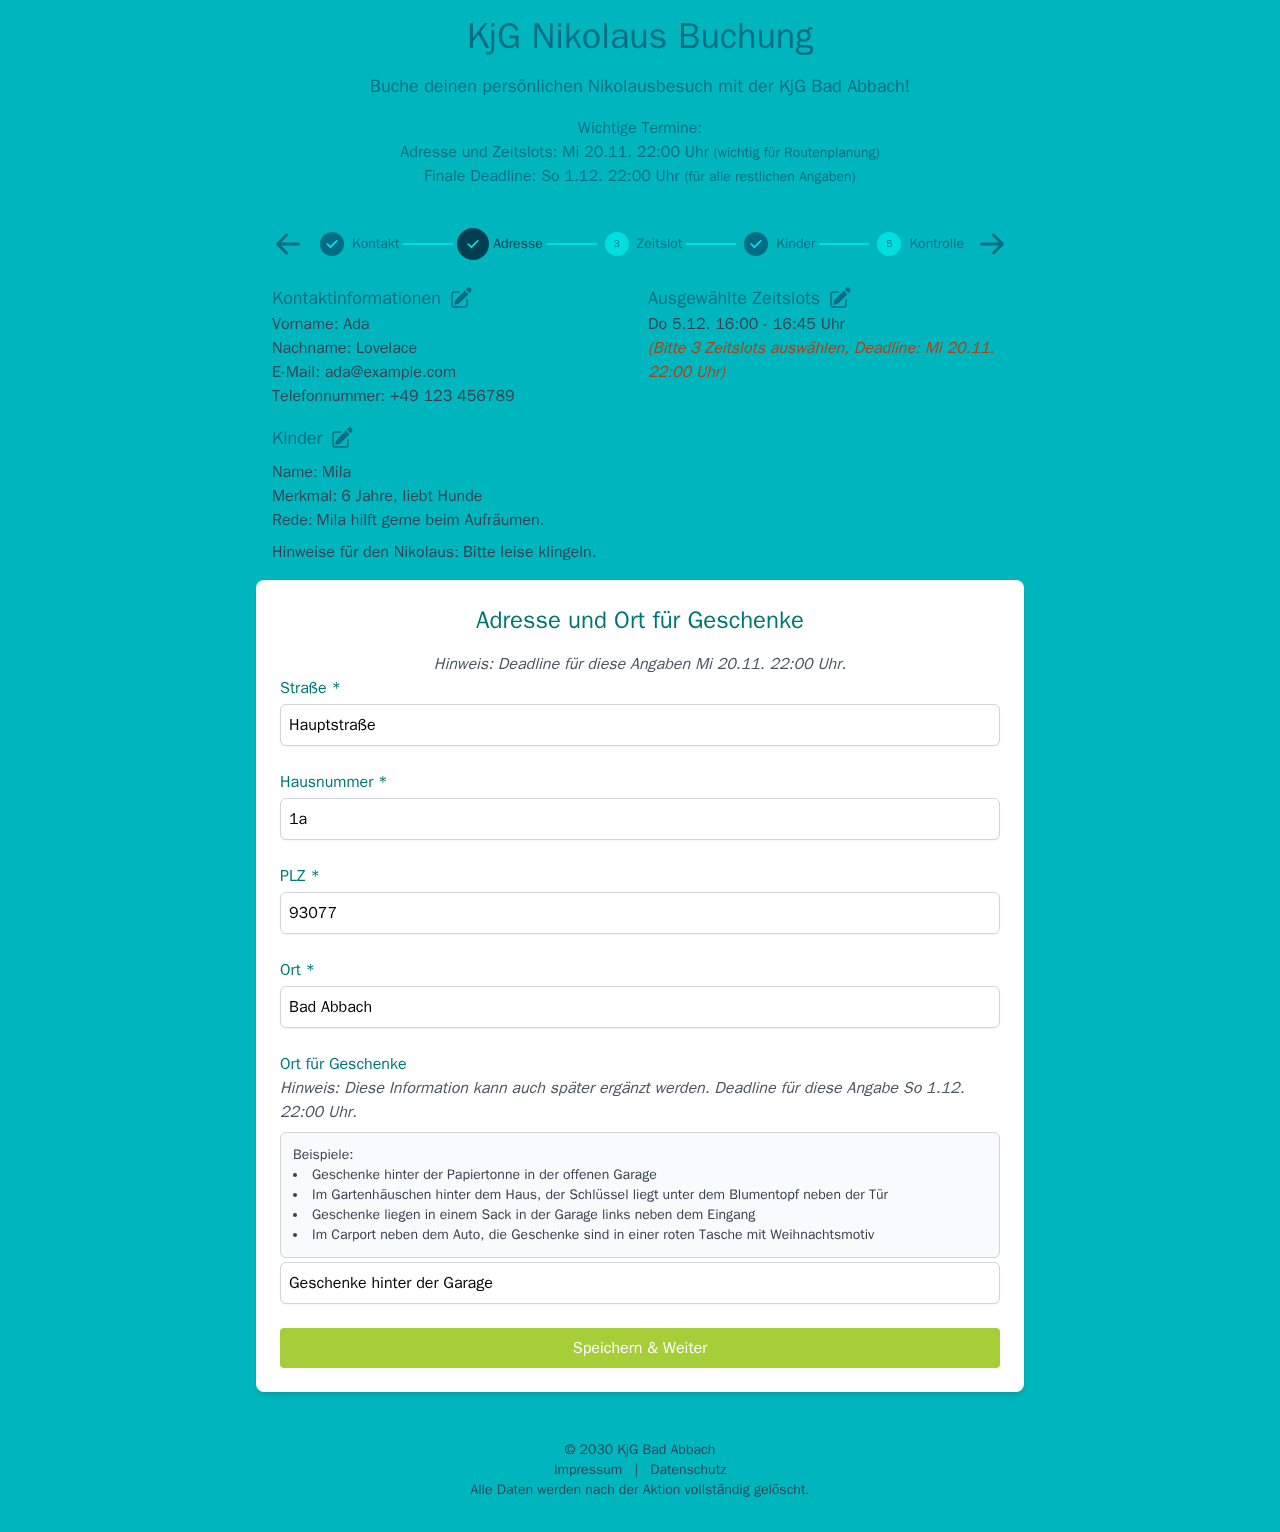 KjG Nikolaus Buchung
Buche deinen persönlichen Nikolausbesuch mit der KjG Bad Abbach!
Wichtige Termine:
Adresse und Zeitslots: Mi 20.11. 22:00 Uhr (wichtig für Routenplanung)
Finale Deadline: So 1.12. 22:00 Uhr (für alle restlichen Angaben)
Kontakt Adresse 3 Zeitslot Kinder 5 Kontrolle
Kontaktinformationen
Vorname: Ada
Nachname: Lovelace
E-Mail: ada@example.com
Telefonnummer: +49 123 456789
Ausgewählte Zeitslots
Do 5.12. 16:00 - 16:45 Uhr
(Bitte 3 Zeitslots auswählen, Deadline: Mi 20.11.
22:00 Uhr)
Kinder
Name: Mila
Merkmal: 6 Jahre, liebt Hunde
Rede: Mila hilft gerne beim Aufräumen.
Hinweise für den Nikolaus: Bitte leise klingeln.
Adresse und Ort für Geschenke
Hinweis: Deadline für diese Angaben Mi 20.11. 22:00 Uhr.
Straße *
Hauptstraße
Hausnummer *
1a
PLZ *
93077
Ort *
Bad Abbach
Ort für Geschenke
Hinweis: Diese Information kann auch später ergänzt werden. Deadline für diese Angabe So 1.12.
22:00 Uhr.
Beispiele:
• Geschenke hinter der Papiertonne in der offenen Garage
• Im Gartenhäuschen hinter dem Haus, der Schlüssel liegt unter dem Blumentopf neben der Tür
• Geschenke liegen in einem Sack in der Garage links neben dem Eingang
• Im Carport neben dem Auto, die Geschenke sind in einer roten Tasche mit Weihnachtsmotiv
Geschenke hinter der Garage
Speichern & Weiter
© 2030 KjG Bad Abbach
Impressum | Datenschutz
Alle Daten werden nach der Aktion vollständig gelöscht.